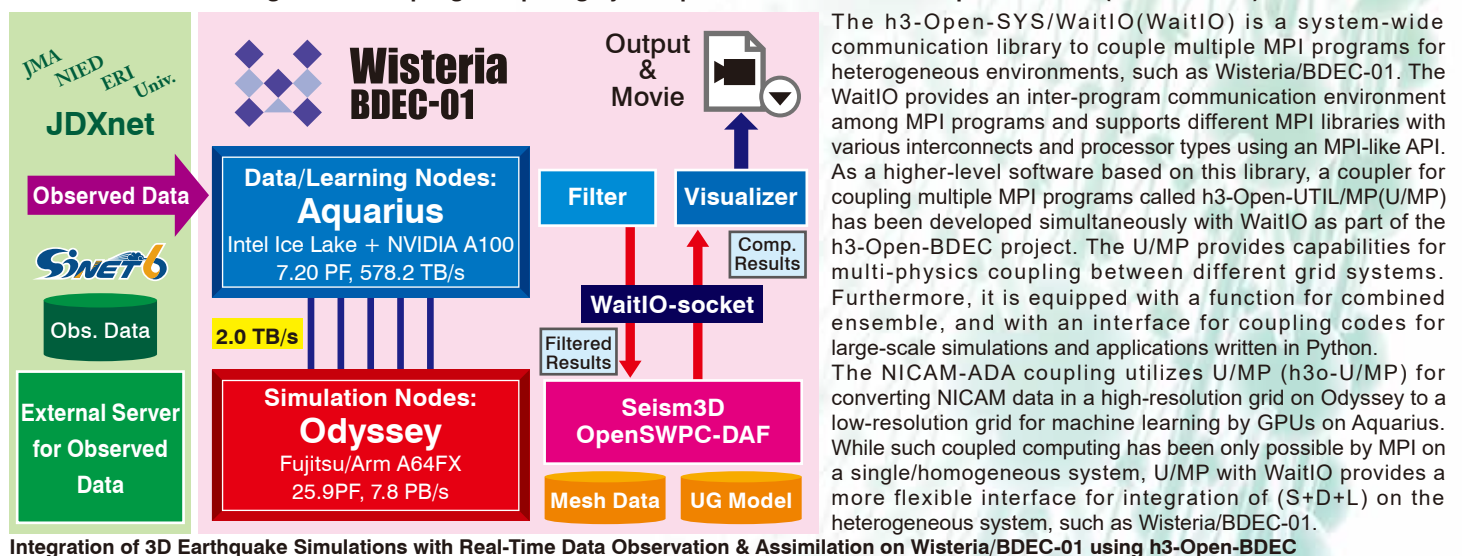 JMA
NIED
ERI
Univ.
JDXnet
Observed Data
SINET6
Obs. Data
External Server
for Observed
Data
Wisteria
BDEC-01
Output
&
Movie
Data/Learning Nodes:
Aquarius
Intel Ice Lake + NVIDIA A100
7.20 PF, 578.2 TB/s
2.0 TB/s
Simulation Nodes:
Odyssey
Fujitsu/Arm A64FX
25.9PF, 7.8 PB/s
Filter
Visualizer
Comp.
Results
WaitIO-socket
Filtered
Results
Seism3D
OpenSWPC-DAF
Mesh Data
UG Model
The h3-Open-SYS/WaitIO(WaitIO) is a system-wide
communication library to couple multiple MPI programs for
heterogeneous environments, such as Wisteria/BDEC-01. The
WaitIO provides an inter-program communication environment
among MPI programs and supports different MPI libraries with
various interconnects and processor types using an MPI-like API.
As a higher-level software based on this library, a coupler for
coupling multiple MPI programs called h3-Open-UTIL/MP(U/MP)
has been developed simultaneously with WaitIO as part of the
h3-Open-BDEC project. The U/MP provides capabilities for
multi-physics coupling between different grid systems.
Furthermore, it is equipped with a function for combined
ensemble, and with an interface for coupling codes for
large-scale simulations and applications written in Python.
The NICAM-ADA coupling utilizes U/MP (h3o-U/MP) for
converting NICAM data in a high-resolution grid on Odyssey to a
low-resolution grid for machine learning by GPUs on Aquarius.
While such coupled computing has been only possible by MPI on
a single/homogeneous system, U/MP with WaitIO provides a
more flexible interface for integration of (S+D+L) on the
heterogeneous system, such as Wisteria/BDEC-01.
Integration of 3D Earthquake Simulations with Real-Time Data Observation & Assimilation on Wisteria/BDEC-01 using h3-Open-BDEC